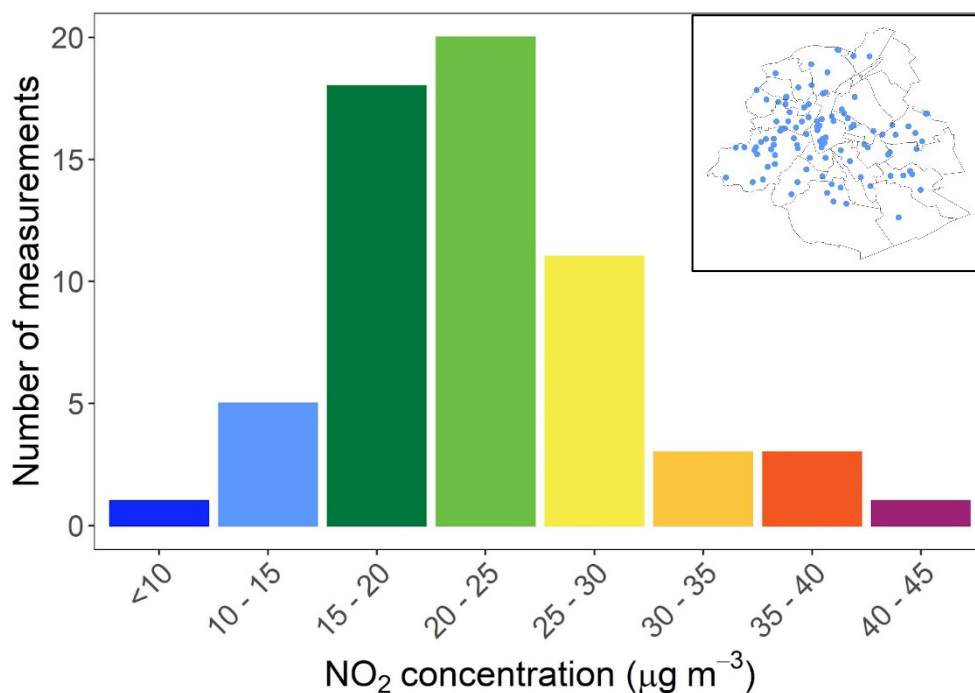 Number of measurements
20
15
10
5
0
<10
10 - 15
15 - 20
20 - 25
25 - 30
30 - 35
35 - 40
40 - 45
NO₂ concentration (µg m⁻³)